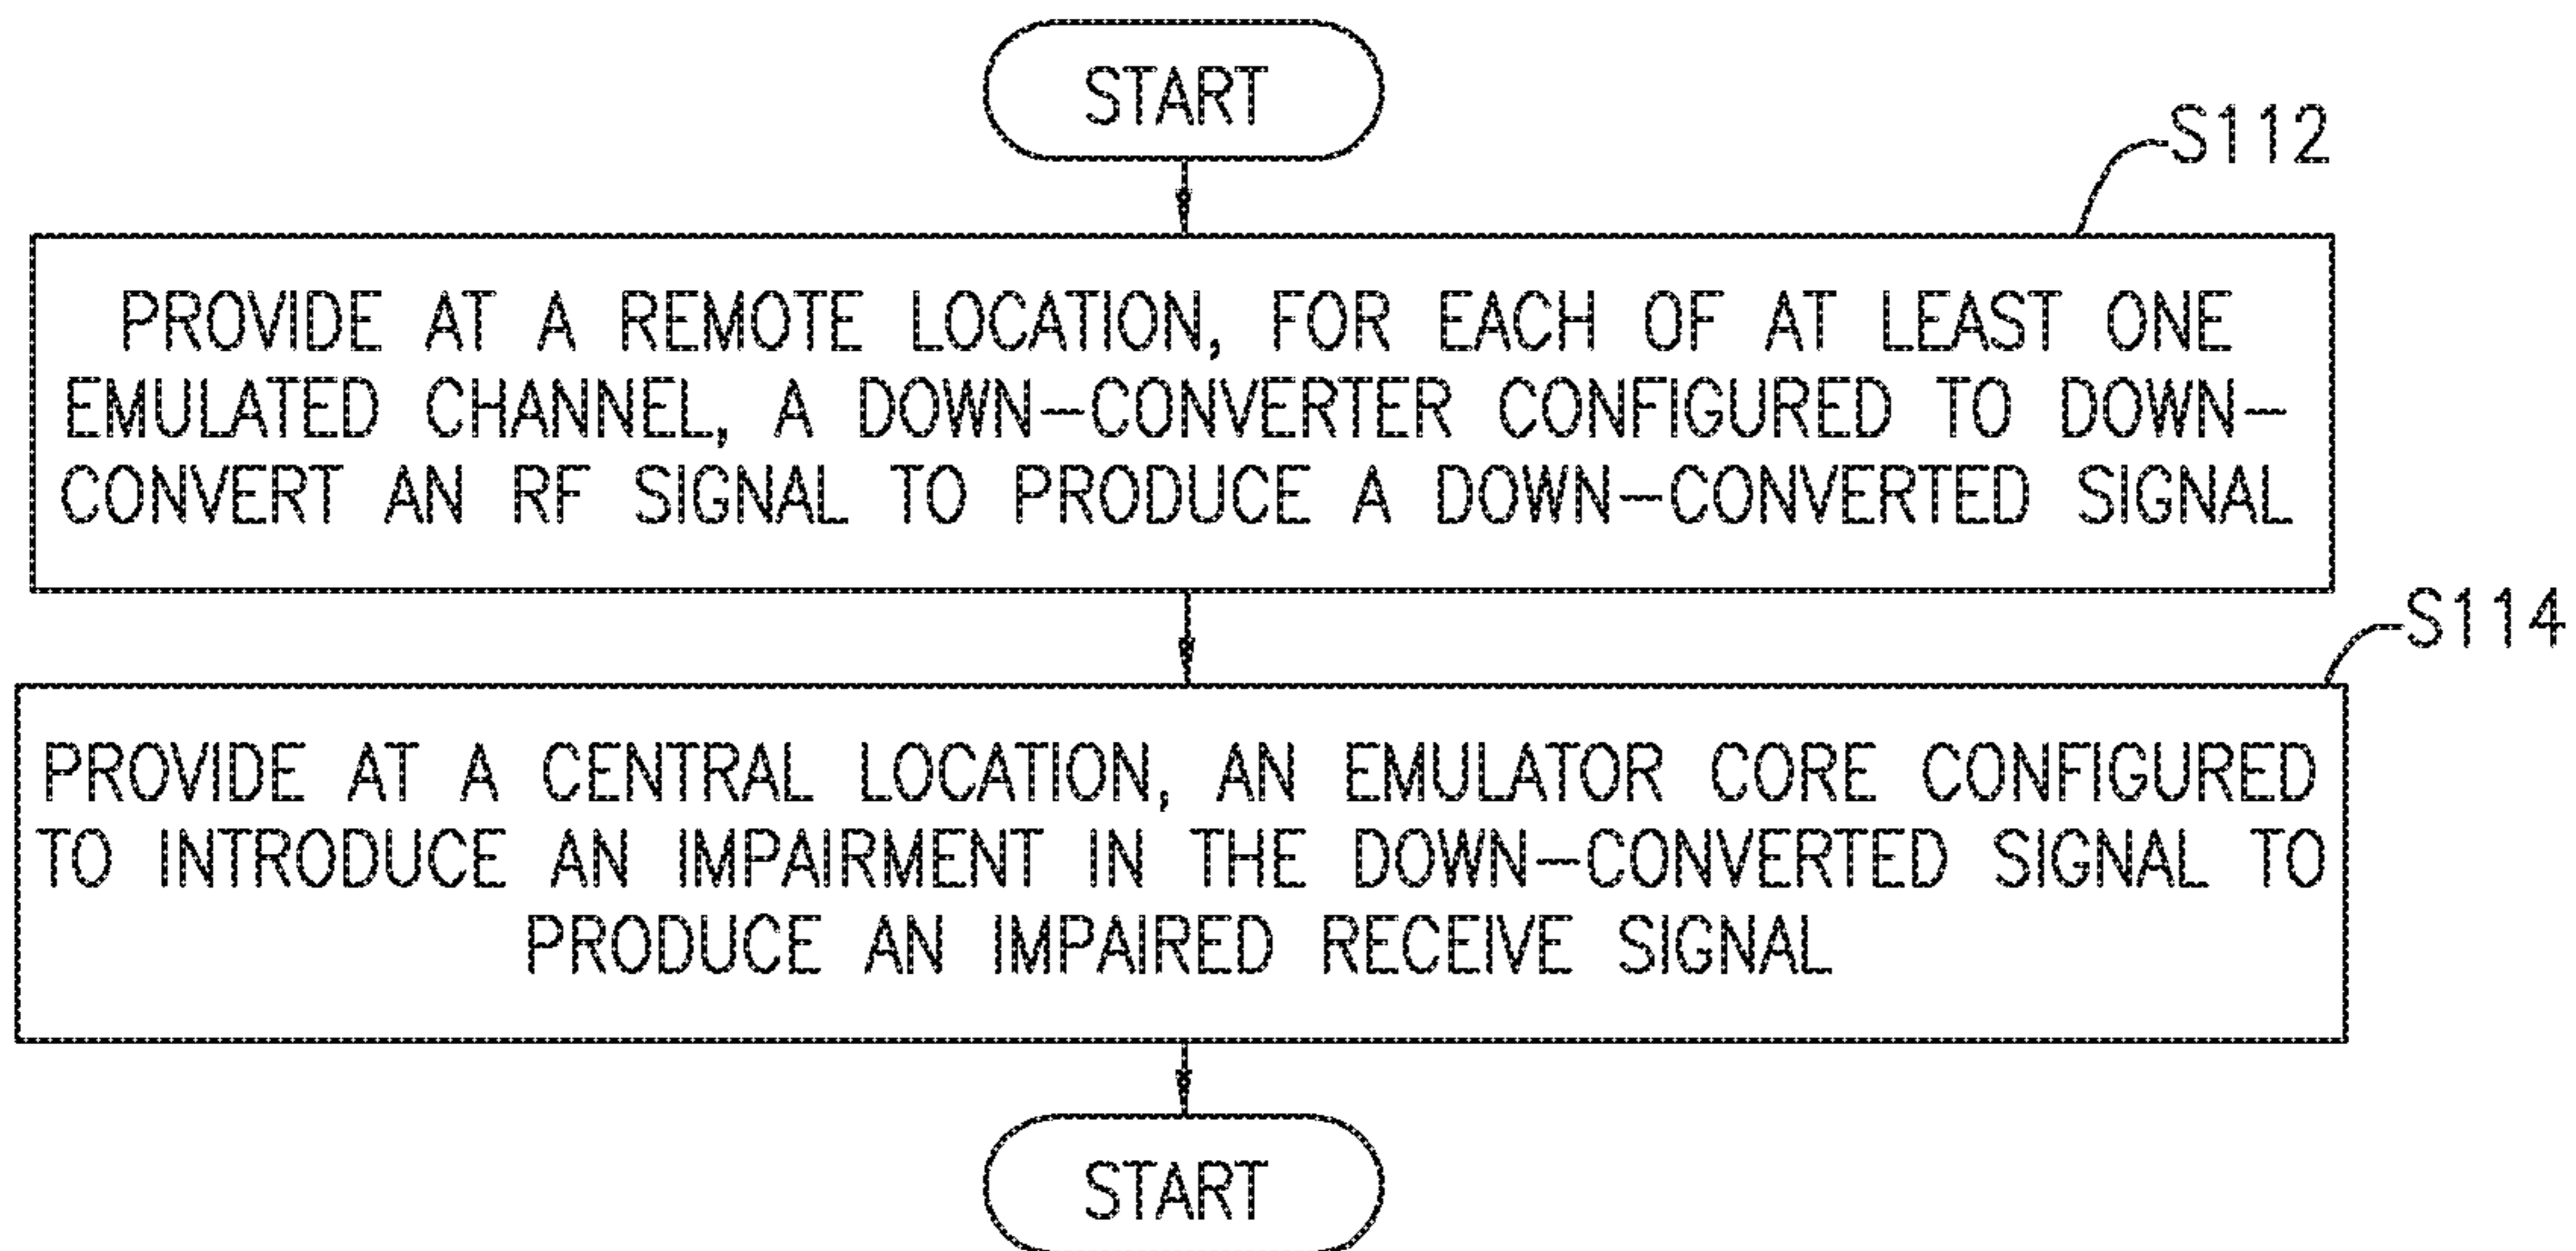 START
S112
PROVIDE AT A REMOTE LOCATION, FOR EACH OF AT LEAST ONE
EMULATED CHANNEL, A DOWN-CONVERTER CONFIGURED TO DOWN-
CONVERT AN RF SIGNAL TO PRODUCE A DOWN-CONVERTED SIGNAL
S114
PROVIDE AT A CENTRAL LOCATION, AN EMULATOR CORE CONFIGURED
TO INTRODUCE AN IMPAIRMENT IN THE DOWN-CONVERTED SIGNAL TO
PRODUCE AN IMPAIRED RECEIVE SIGNAL
START